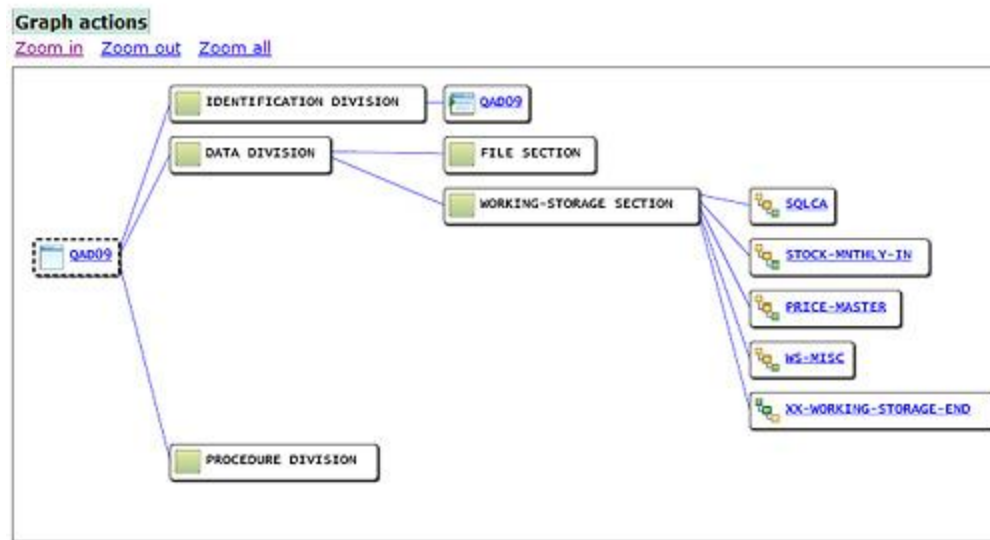 Graph actions
Zoom in Zoom out Zoom all
IDENTIFICATION DIVISION QAD09
DATA DIVISION FILE SECTION
WORKING-STORAGE SECTION SQLCA
QAD09 STOCK-MNTHLY-IN
PRICE-MASTER
WS-MISC
XX-WORKING-STORAGE-END
PROCEDURE DIVISION